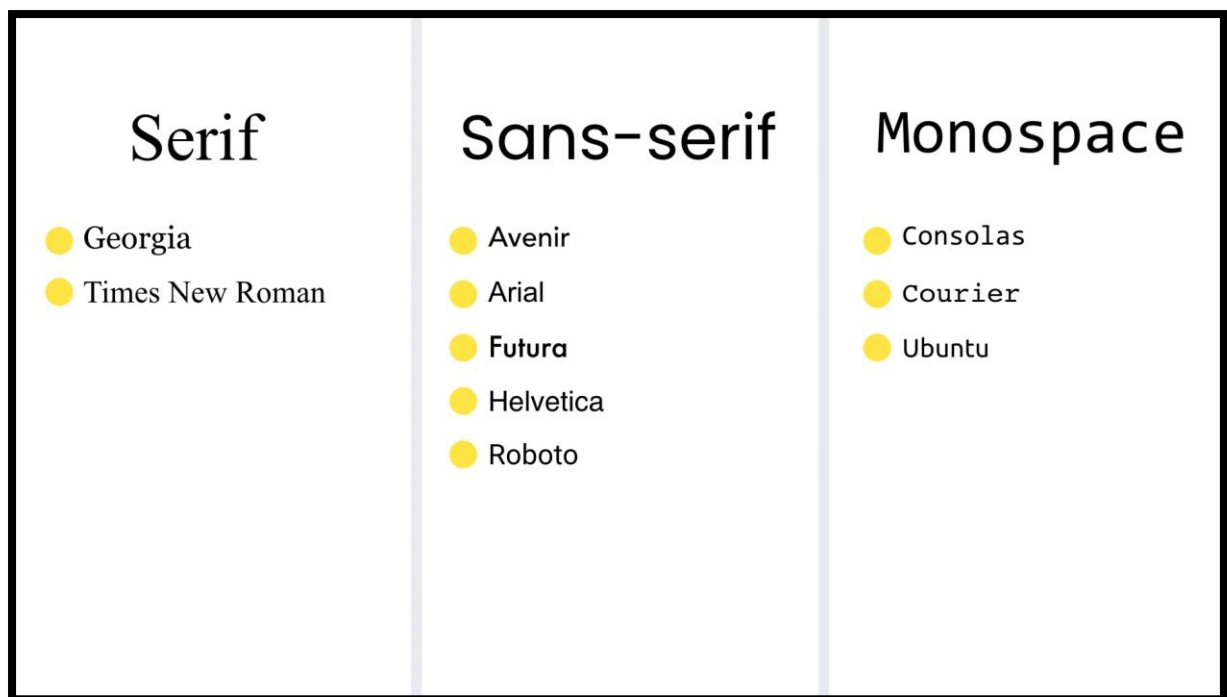 Serif
Georgia
Times New Roman
Sans-serif
Avenir
Arial
Futura
Helvetica
Roboto
Monospace
Consolas
Courier
Ubuntu